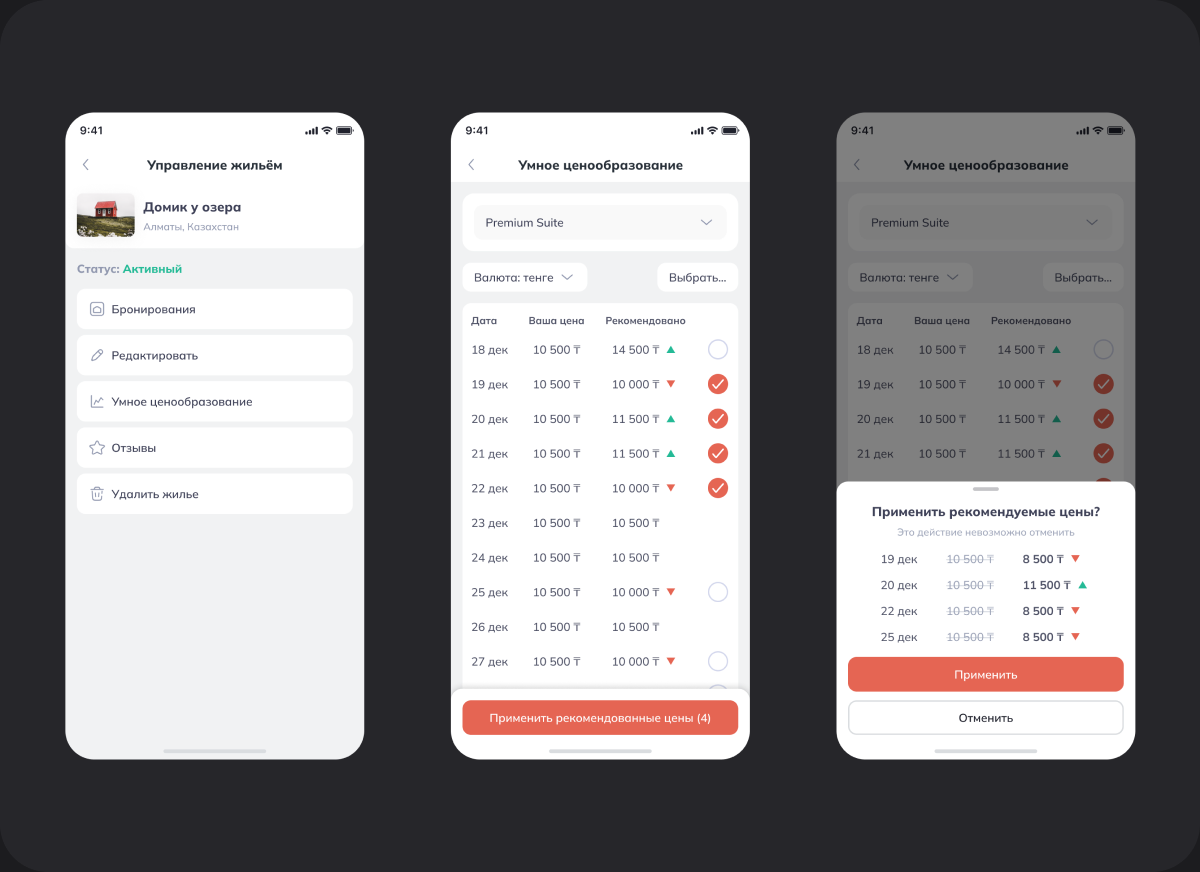 9:41
Управление жильём
Домик у озера
Алматы, Казахстан
Статус: Активный
Бронирования
Редактировать
Умное ценообразование
Отзывы
Удалить жилье
9:41
Умное ценообразование
Premium Suite
Валюта: тенге Выбрать...
Дата Ваша цена Рекомендовано
18 дек 10 500 ₸ 14 500 ₸
19 дек 10 500 ₸ 10 000 ₸
20 дек 10 500 ₸ 11 500 ₸
21 дек 10 500 ₸ 11 500 ₸
22 дек 10 500 ₸ 10 000 ₸
23 дек 10 500 ₸ 10 500 ₸
24 дек 10 500 ₸ 10 500 ₸
25 дек 10 500 ₸ 10 000 ₸
26 дек 10 500 ₸ 10 500 ₸
27 дек 10 500 ₸ 10 000 ₸
Применить рекомендованные цены (4)
9:41
Умное ценообразование
Premium Suite
Валюта: тенге Выбрать...
Дата Ваша цена Рекомендовано
18 дек 10 500 ₸ 14 500 ₸
19 дек 10 500 ₸ 10 000 ₸
20 дек 10 500 ₸ 11 500 ₸
21 дек 10 500 ₸ 11 500 ₸
Применить рекомендуемые цены?
Это действие невозможно отменить
19 дек 10 500 ₸ 8 500 ₸
20 дек 10 500 ₸ 11 500 ₸
22 дек 10 500 ₸ 8 500 ₸
25 дек 10 500 ₸ 8 500 ₸
Применить
Отменить